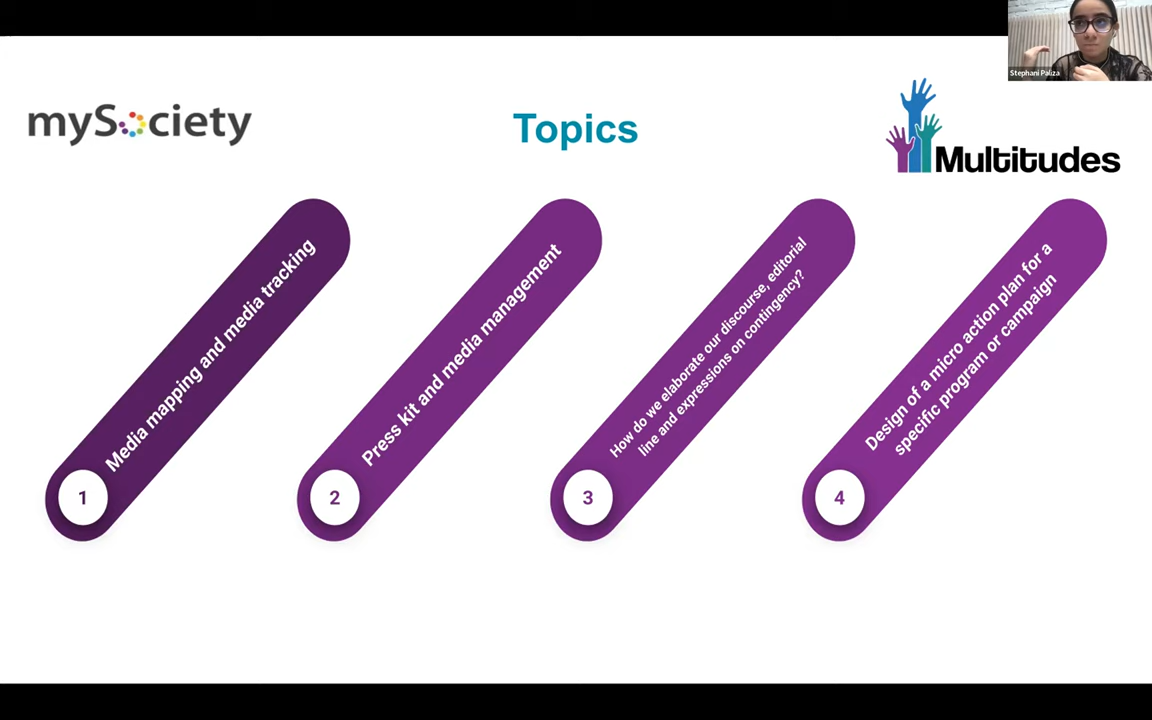 Stephani Paliza
mySociety
Topics
Multitudes
Media mapping and media tracking
1
Press kit and media management
2
How do we elaborate our discourse, editorial
line and expressions on contingency?
3
Design of a micro action plan for a
specific program or campaign
4